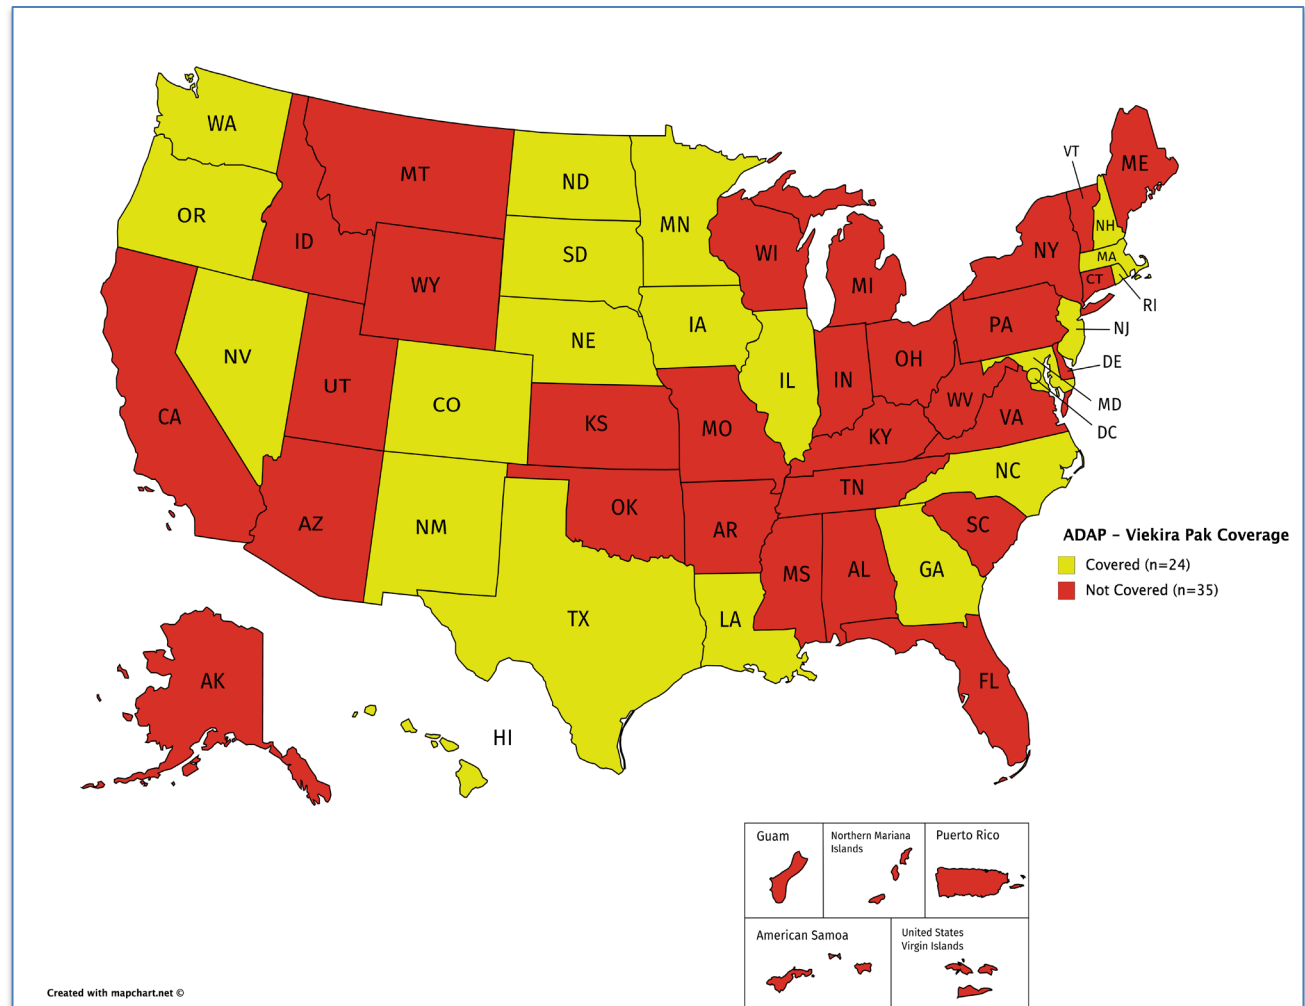 WA
OR
CA
NV
ID
MT
WY
UT
AZ
CO
NM
ND
SD
NE
KS
OK
TX
MN
IA
MO
AR
LA
WI
IL
MI
IN
OH
KY
TN
MS
AL
GA
FL
SC
NC
VA
WV
PA
NY
VT
NH
ME
MA
CT
RI
NJ
DE
MD
DC
AK
HI
ADAP – Viekira Pak Coverage
Covered (n=24)
Not Covered (n=35)
Guam
Northern Mariana
Islands
Puerto Rico
American Samoa
United States
Virgin Islands
Created with mapchart.net ©